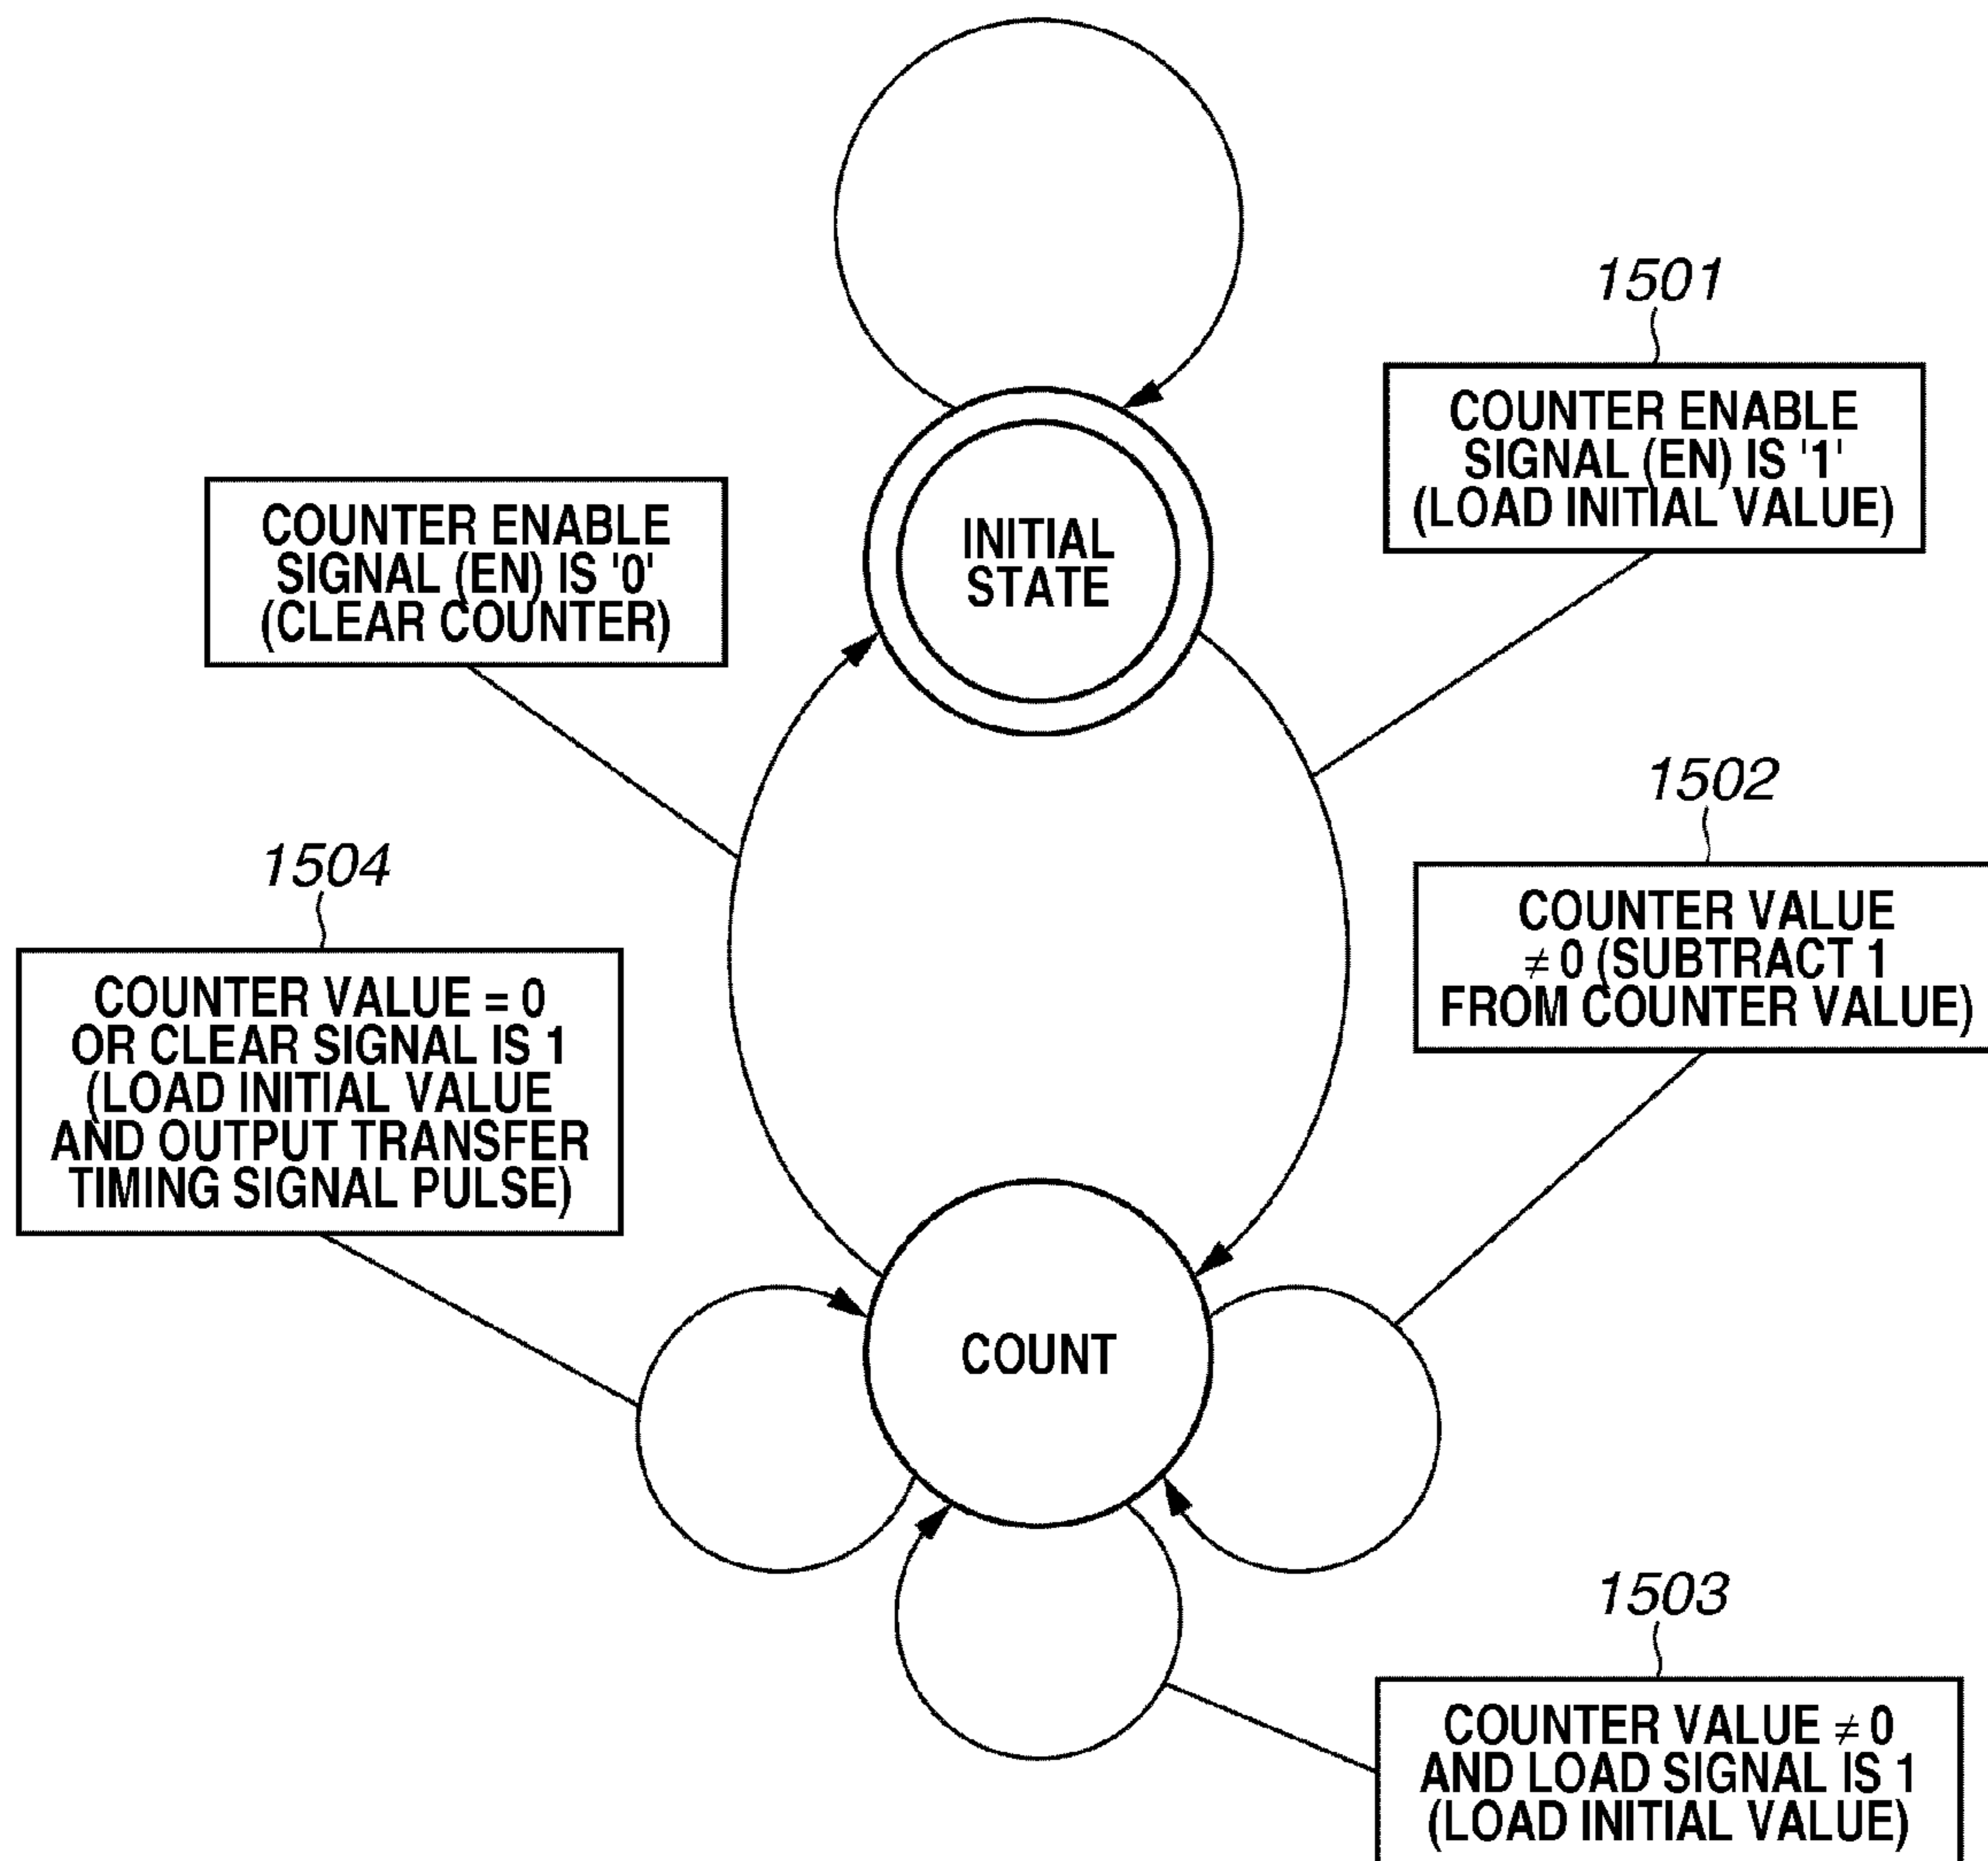 1501
COUNTER ENABLE
SIGNAL (EN) IS '1'
(LOAD INITIAL VALUE)
COUNTER ENABLE
SIGNAL (EN) IS '0'
(CLEAR COUNTER)
INITIAL
STATE
1502
COUNTER VALUE
≠ 0 (SUBTRACT 1
FROM COUNTER VALUE)
1504
COUNTER VALUE = 0
OR CLEAR SIGNAL IS 1
(LOAD INITIAL VALUE
AND OUTPUT TRANSFER
TIMING SIGNAL PULSE)
COUNT
1503
COUNTER VALUE ≠ 0
AND LOAD SIGNAL IS 1
(LOAD INITIAL VALUE)